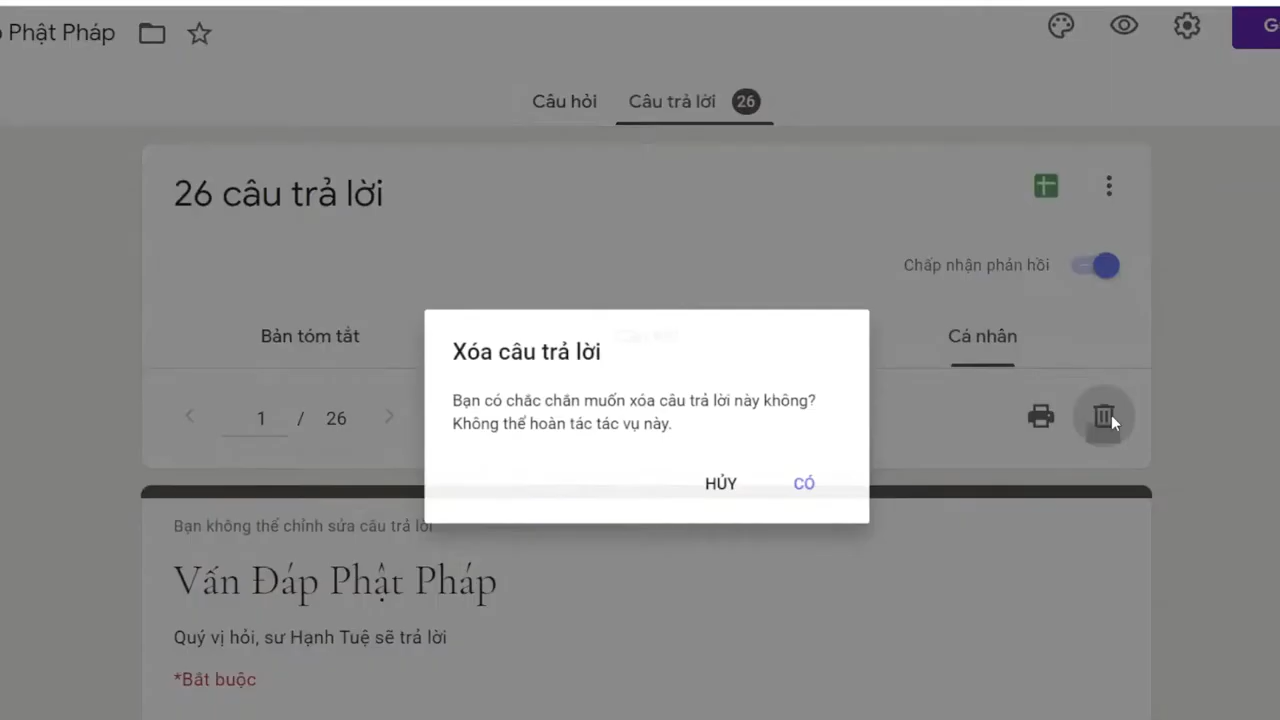 Phật Pháp
Câu hỏi
Câu trả lời 26
26 câu trả lời
Chấp nhận phản hồi
Bản tóm tắt
Cá nhân
1 / 26
Xóa câu trả lời
Bạn có chắc chắn muốn xóa câu trả lời này không?
Không thể hoàn tác tác vụ này.
HỦY CÓ
Bạn không thể chỉnh sửa câu trả lời
Vấn Đáp Phật Pháp
Quý vị hỏi, sư Hạnh Tuệ sẽ trả lời
*Bắt buộc